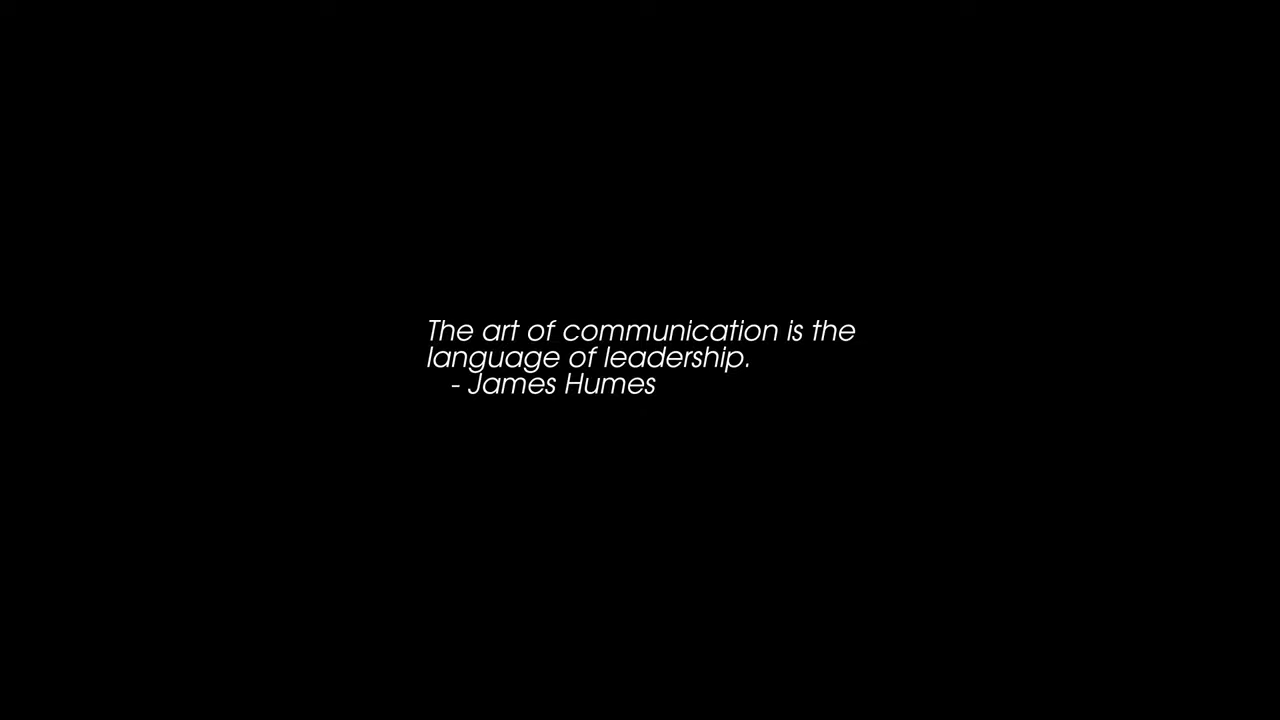 The art of communication is the
language of leadership.
- James Humes